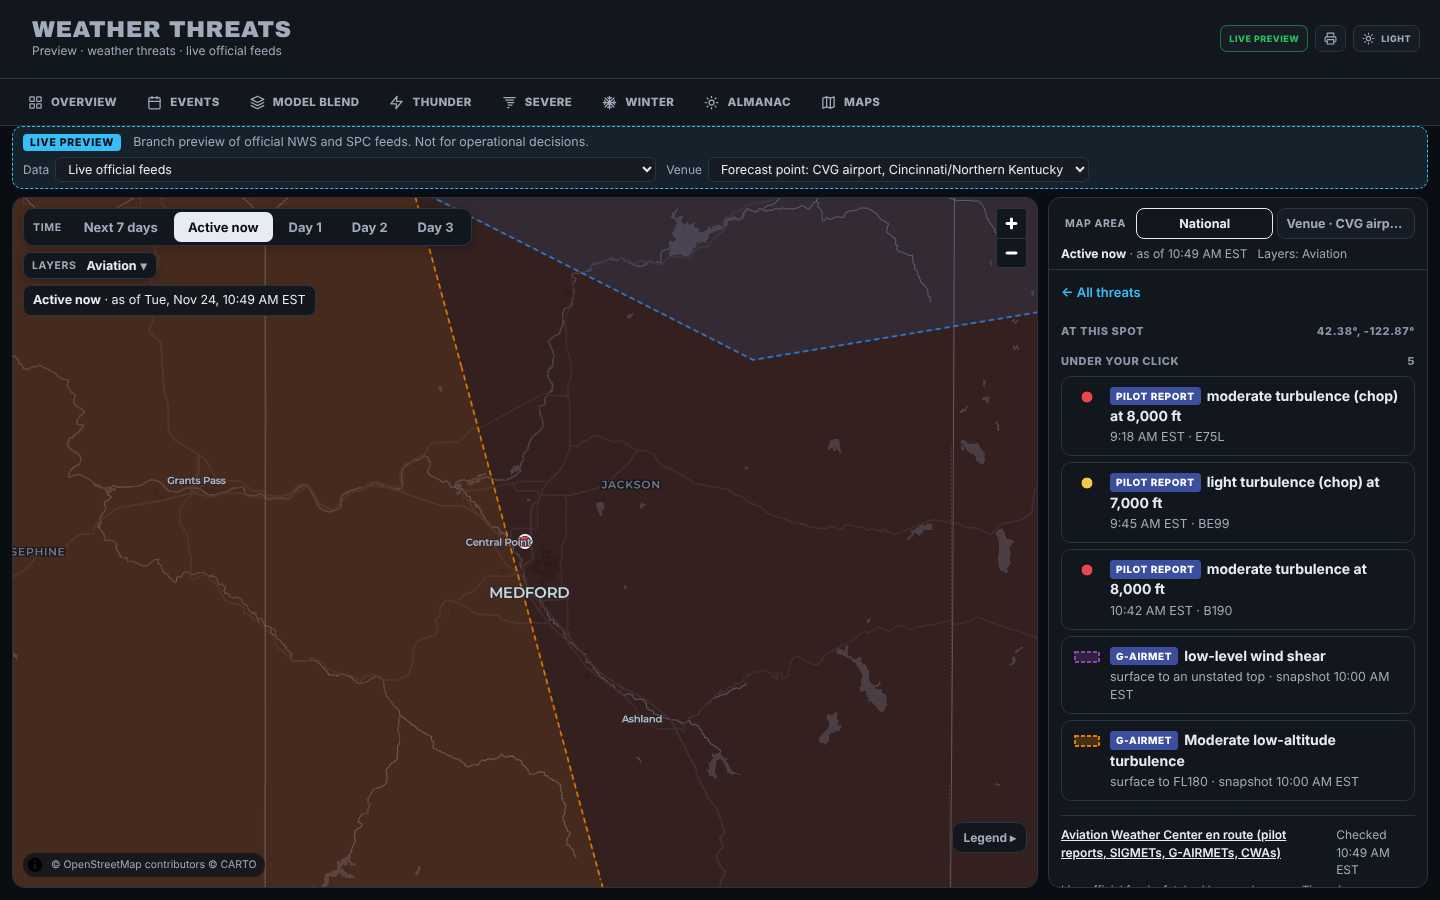 WEATHER THREATS
Preview · weather threats · live official feeds
LIVE PREVIEW
LIGHT
OVERVIEW
EVENTS
MODEL BLEND
THUNDER
SEVERE
WINTER
ALMANAC
MAPS
LIVE PREVIEW Branch preview of official NWS and SPC feeds. Not for operational decisions.
Data Live official feeds Venue Forecast point: CVG airport, Cincinnati/Northern Kentucky
TIME Next 7 days Active now Day 1 Day 2 Day 3
LAYERS Aviation ▾
Active now · as of Tue, Nov 24, 10:49 AM EST
+
−
Grants Pass
JACKSON
SEPHINE
Central Point
MEDFORD
Ashland
Legend ▸
© OpenStreetMap contributors © CARTO
MAP AREA National Venue · CVG airp...
Active now · as of 10:49 AM EST Layers: Aviation
← All threats
AT THIS SPOT 42.38°, -122.87°
UNDER YOUR CLICK 5
PILOT REPORT moderate turbulence (chop)
at 8,000 ft
9:18 AM EST · E75L
PILOT REPORT light turbulence (chop) at
7,000 ft
9:45 AM EST · BE99
PILOT REPORT moderate turbulence at
8,000 ft
10:42 AM EST · B190
G-AIRMET low-level wind shear
surface to an unstated top · snapshot 10:00 AM
EST
G-AIRMET Moderate low-altitude
turbulence
surface to FL180 · snapshot 10:00 AM EST
Aviation Weather Center en route (pilot
reports, SIGMETs, G-AIRMETs, CWAs)
Checked
10:49 AM
EST